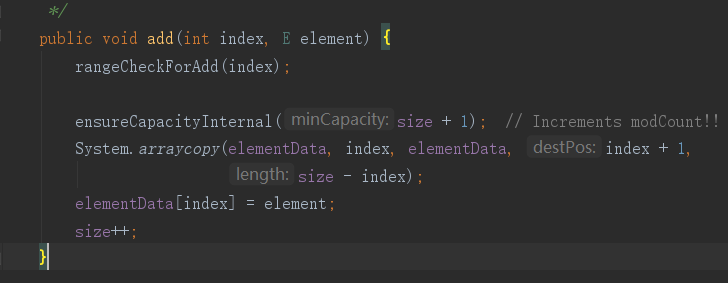 */
public void add(int index, E element) {
rangeCheckForAdd(index);
ensureCapacityInternal( minCapacity: size + 1);  // Increments modCount!!
System.arraycopy(elementData, index, elementData, destPos: index + 1,
length: size - index);
elementData[index] = element;
size++;
}